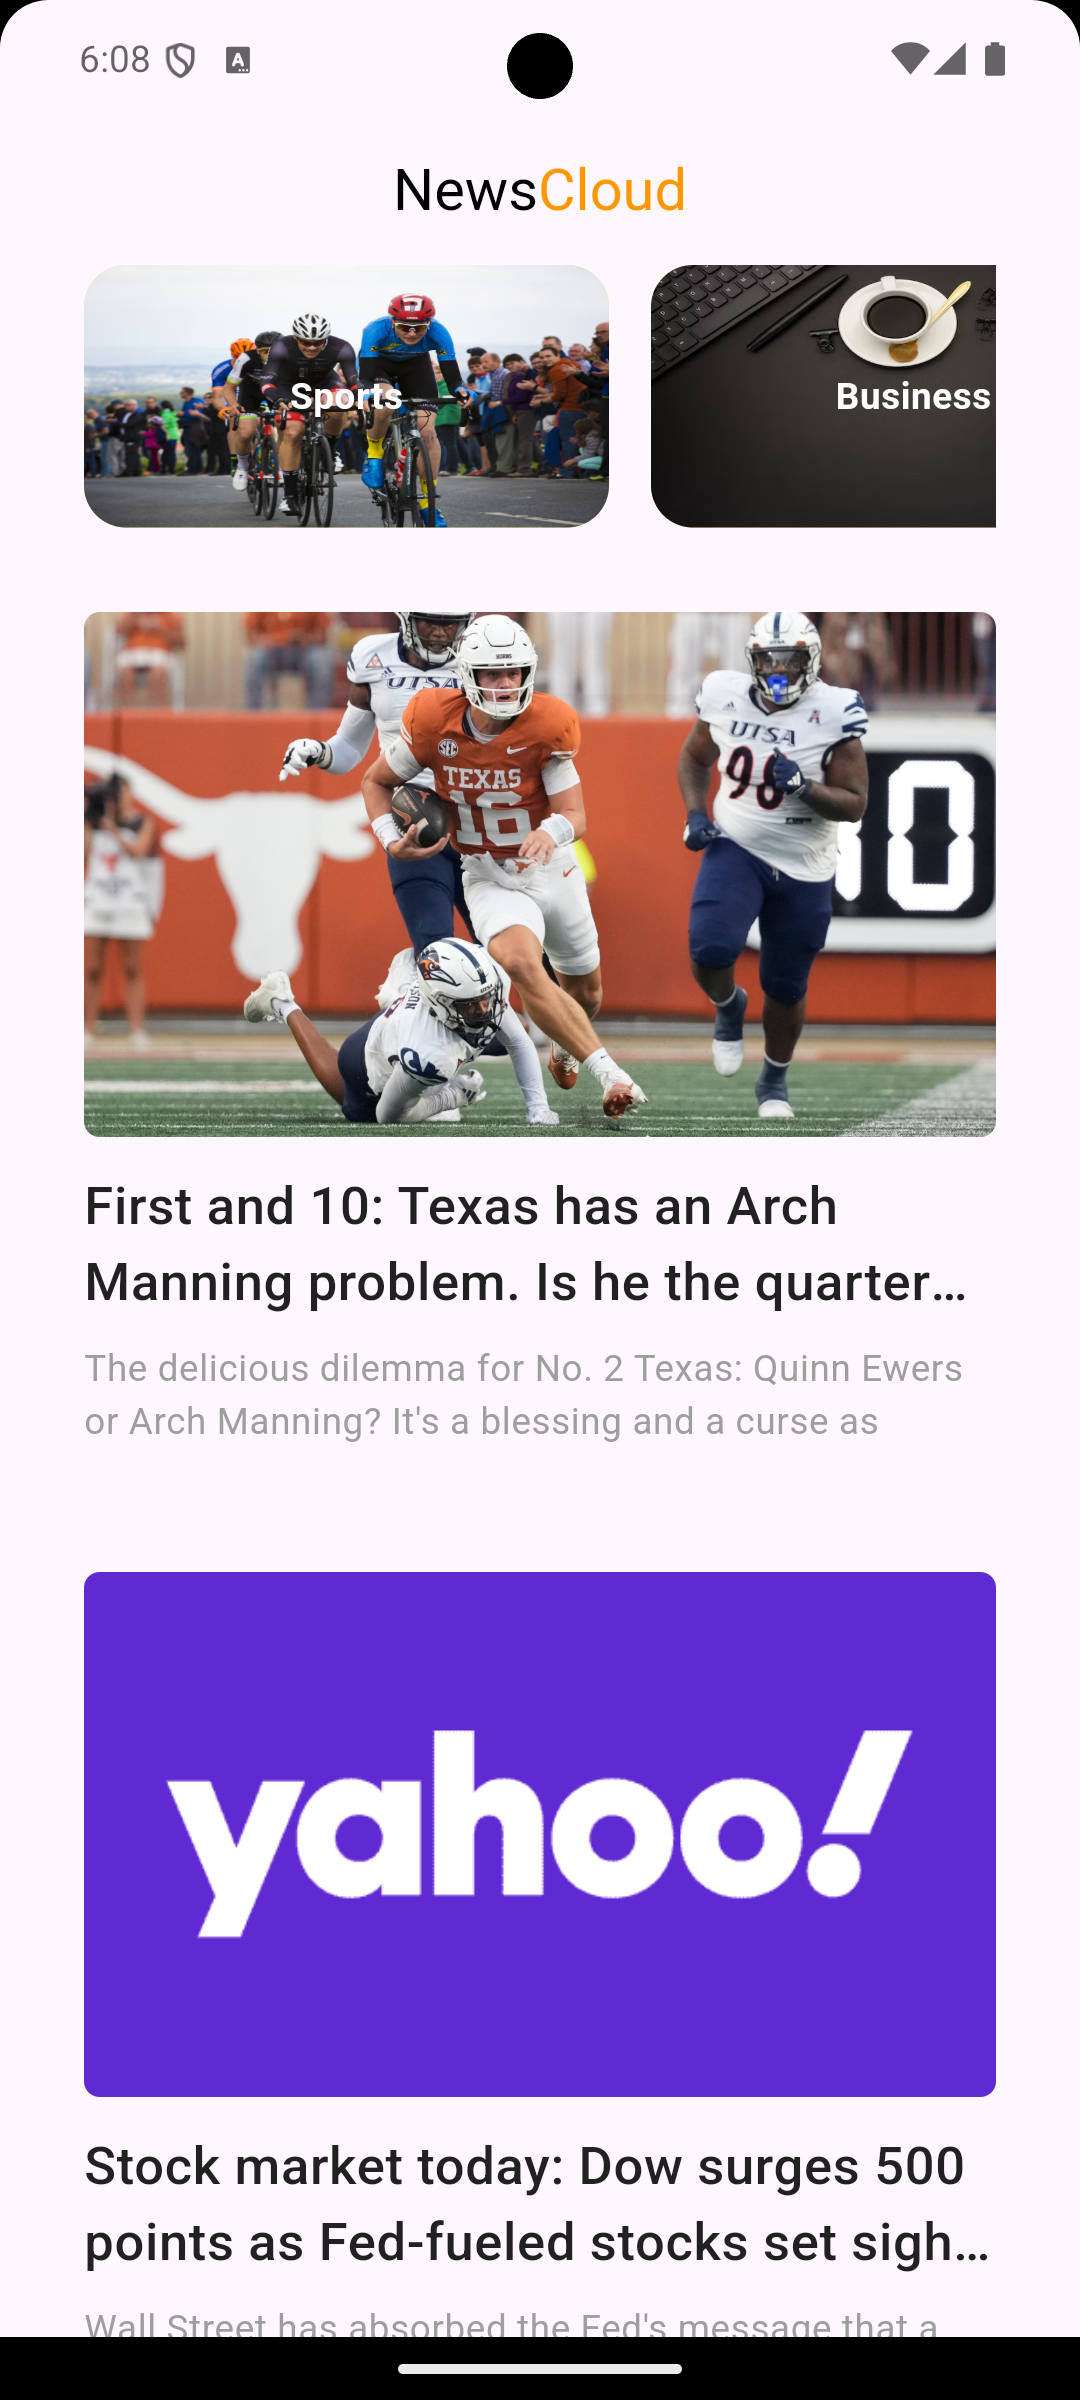 6:08
NewsCloud
Sports
Business
UTSA
TEXAS
16
UTSA
98
10
First and 10: Texas has an Arch
Manning problem. Is he the quarter…
The delicious dilemma for No. 2 Texas: Quinn Ewers
or Arch Manning? It's a blessing and a curse as
yahoo!
Stock market today: Dow surges 500
points as Fed-fueled stocks set sigh…
Wall Street has absorbed the Fed's message that a